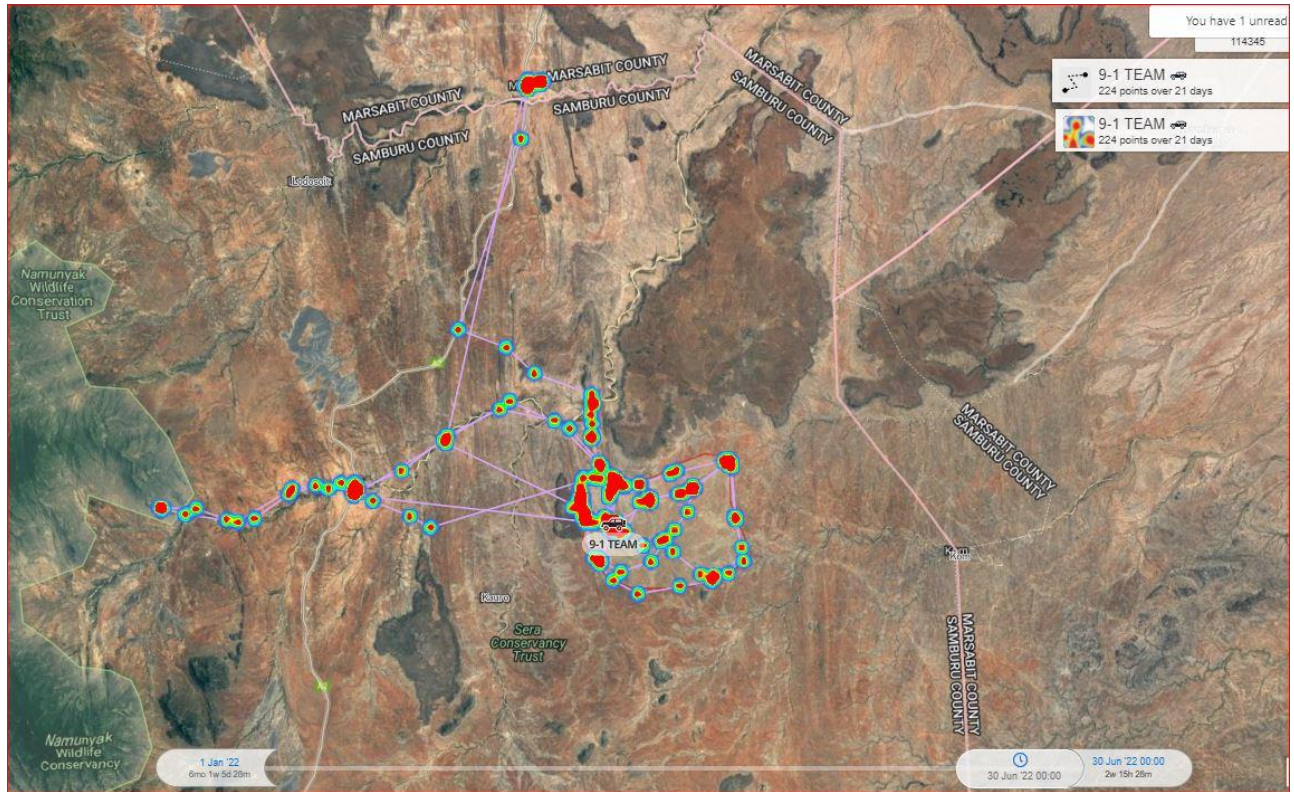 You have 1 unread
114345
9-1 TEAM
224 points over 21 days
9-1 TEAM
224 points over 21 days
MARSABIT COUNTY
MARSABIT COUNTY
SAMBURU COUNTY
SAMBURU COUNTY
MARSABIT COUNTY
SAMBURU COUNTY
Lodosoit
Namunyak
Wildlife
Conservation
Trust
MARSABIT COUNTY
SAMBURU COUNTY
9-1 TEAM
Kom
Kauro
Sera
Conservancy
Trust
MARSABIT COUNTY
SAMBURU COUNTY
Namunyak
Wildlife
Conservancy
1 Jan '22
6mo 1w 5d 28m
30 Jun '22 00:00
30 Jun '22 00:00
2w 15h 28m